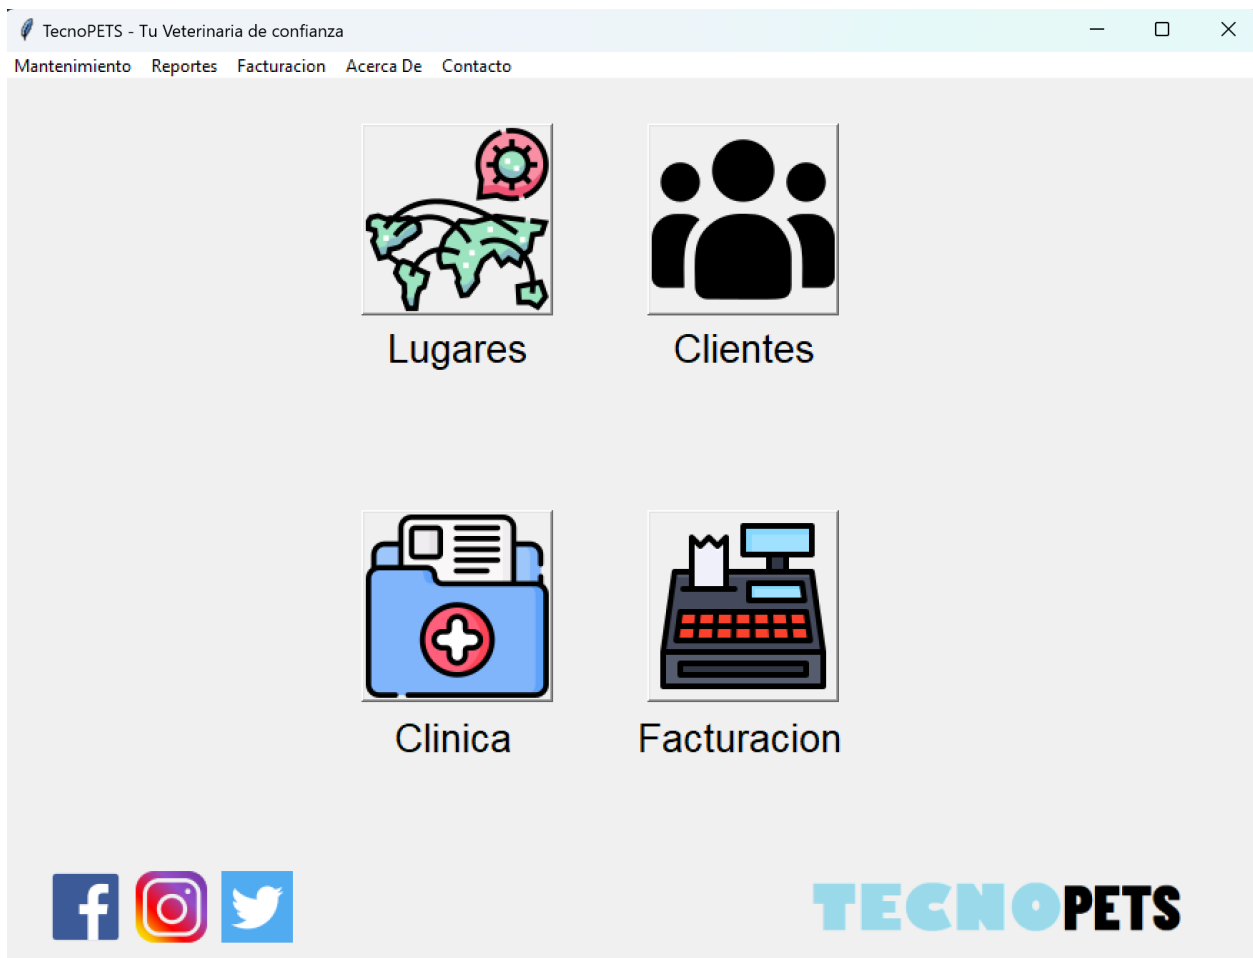 TecnoPETS - Tu Veterinaria de confianza
Mantenimiento Reportes Facturacion Acerca De Contacto
Lugares Clientes
Clinica Facturacion
TECNOPETS